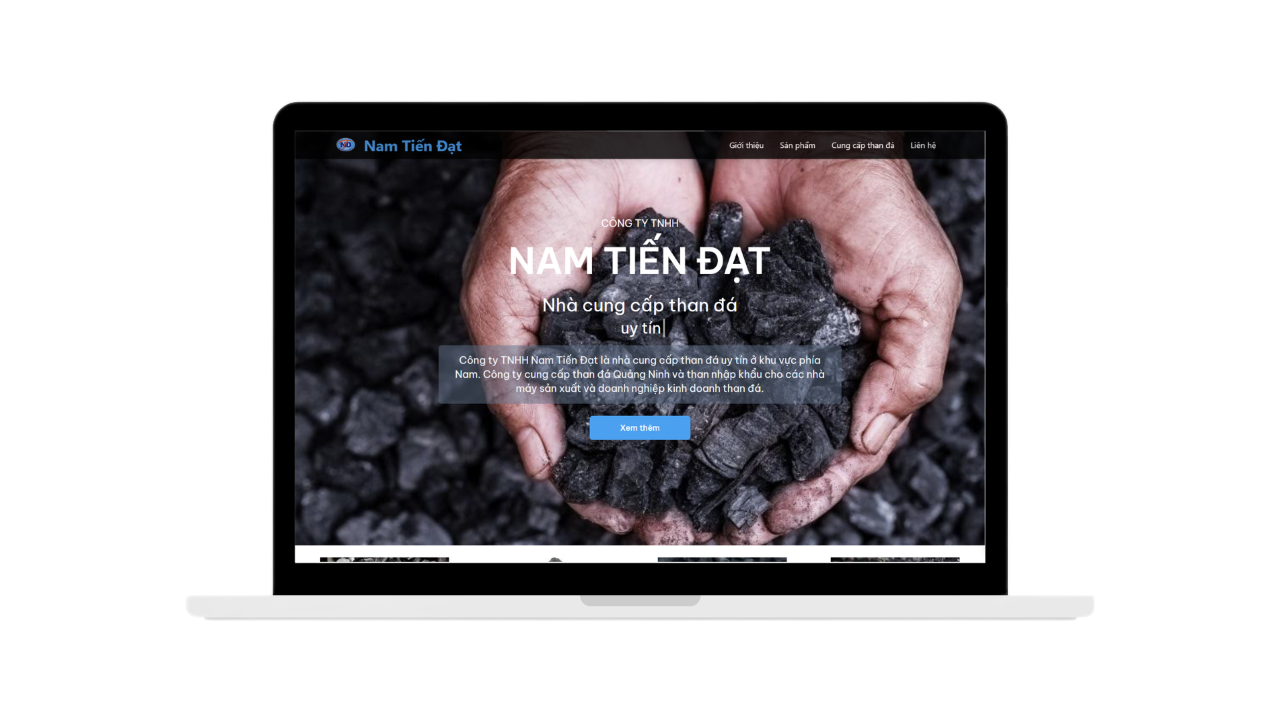 Nam Tiến Đạt
Giới thiệu Sản phẩm Cung cấp than đá Liên hệ
CÔNG TY TNHH
NAM TIẾN ĐẠT
Nhà cung cấp than đá
uy tín
Công ty TNHH Nam Tiến Đạt là nhà cung cấp than đá uy tín ở khu vực phía
Nam. Công ty cung cấp than đá Quảng Ninh và than nhập khẩu cho các nhà
máy sản xuất và doanh nghiệp kinh doanh than đá.
Xem thêm